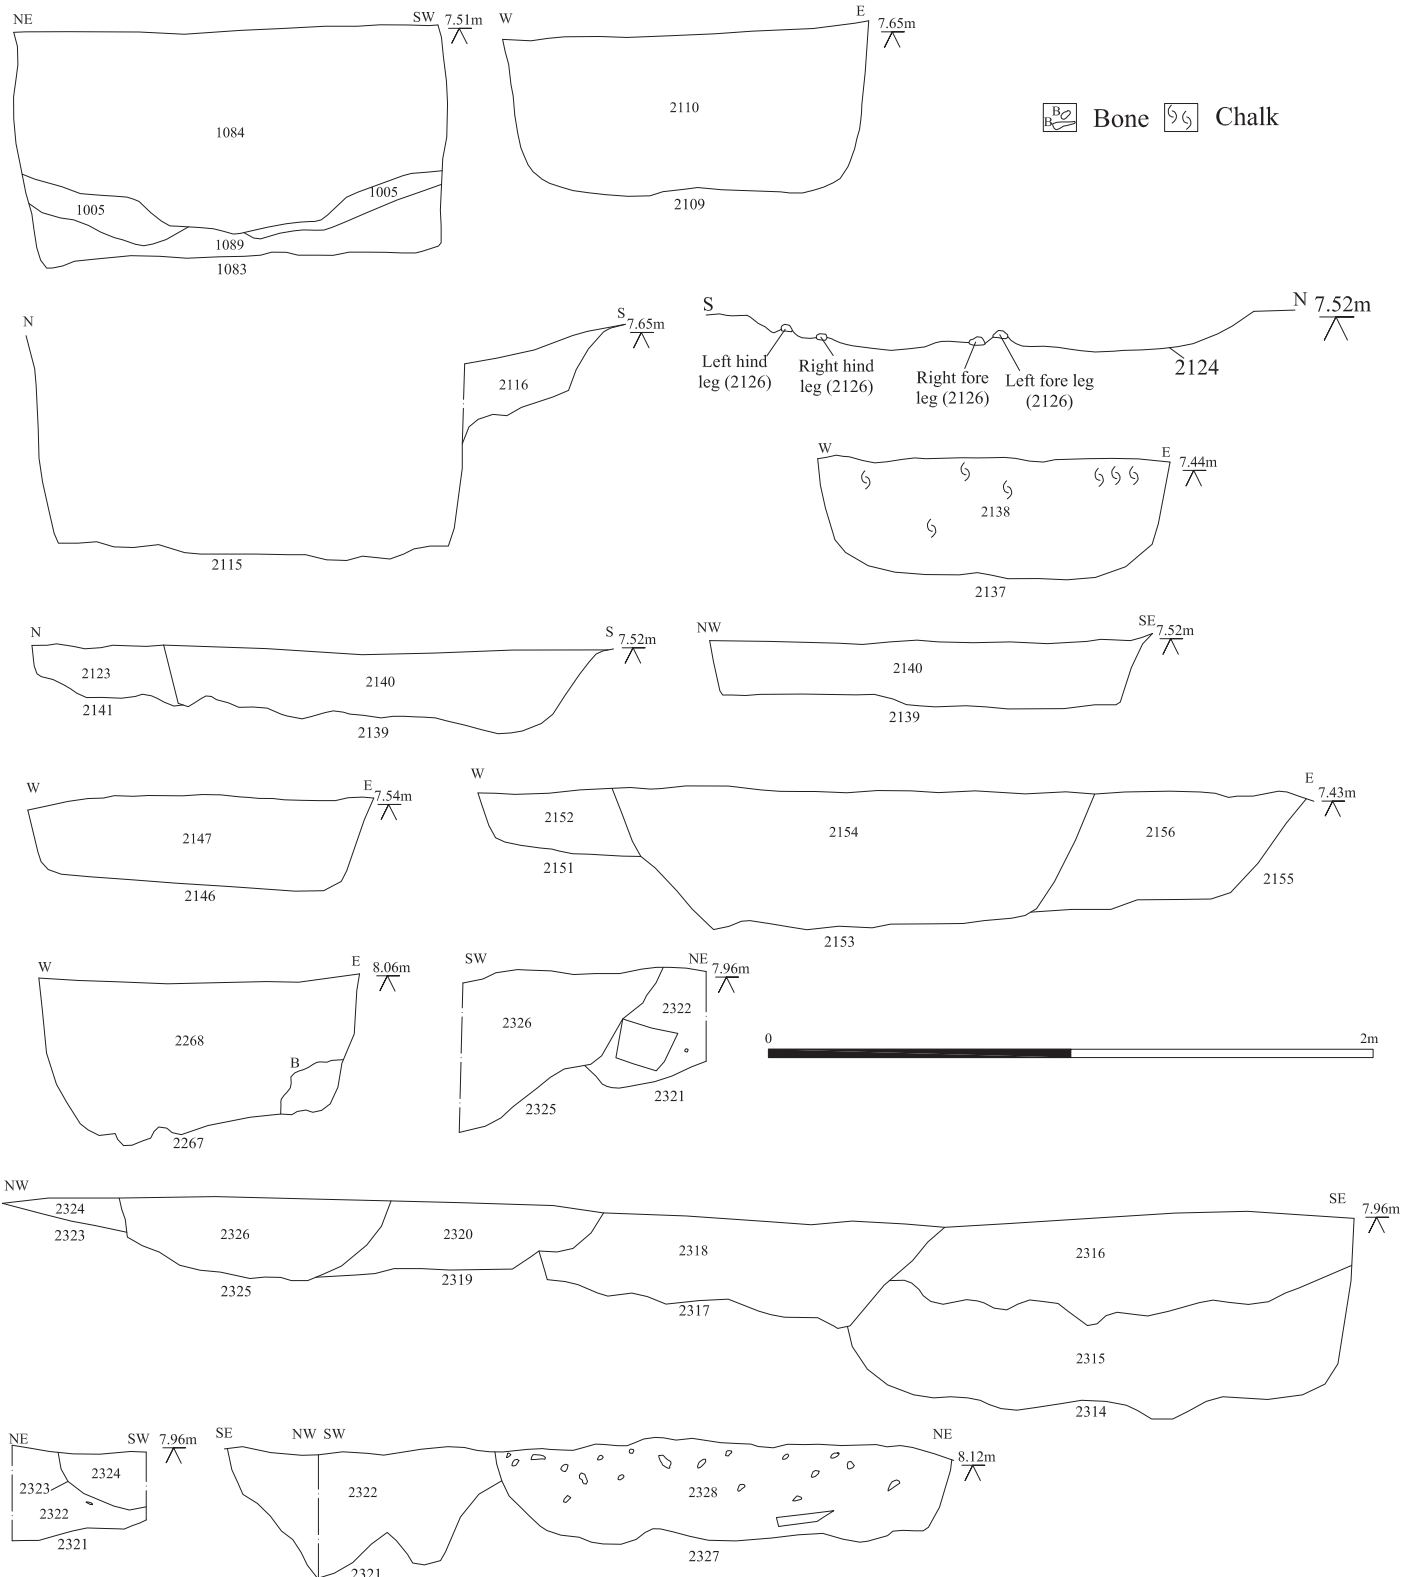 NE
SW
7.51m
1084
1005
1005
1089
1083
W
E
7.65m
2110
2109
B
B
Bone
Chalk
N
S
7.65m
2116
2115
S
N
7.52m
Left hind
leg (2126)
Right hind
leg (2126)
Right fore
leg (2126)
Left fore leg
(2126)
2124
W
E
7.44m
2138
2137
N
S
7.52m
2123
2140
2141
2139
NW
SE
7.52m
2140
2139
W
E
7.54m
2147
2146
W
E
7.43m
2152
2154
2156
2151
2155
2153
W
E
8.06m
2268
B
2267
SW
NE
7.96m
2326
2322
2325
2321
0
2m
NW
SE
7.96m
2324
2323
2326
2320
2318
2316
2325
2319
2317
2315
2314
NE
SW
7.96m
2324
2323
2322
2321
SE
NW SW
NE
8.12m
2322
2328
2321
2327